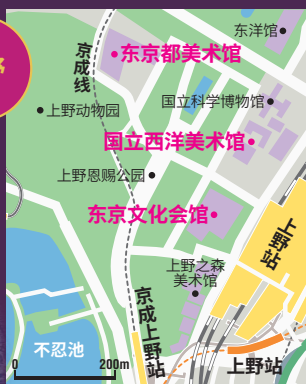 东洋馆
京成线
东京都美术馆
国立科学博物馆
上野动物园
国立西洋美术馆
上野恩赐公园
东京文化会馆
上野站
上野之森
美术馆
京成上野站
不忍池
上野站
0 200m